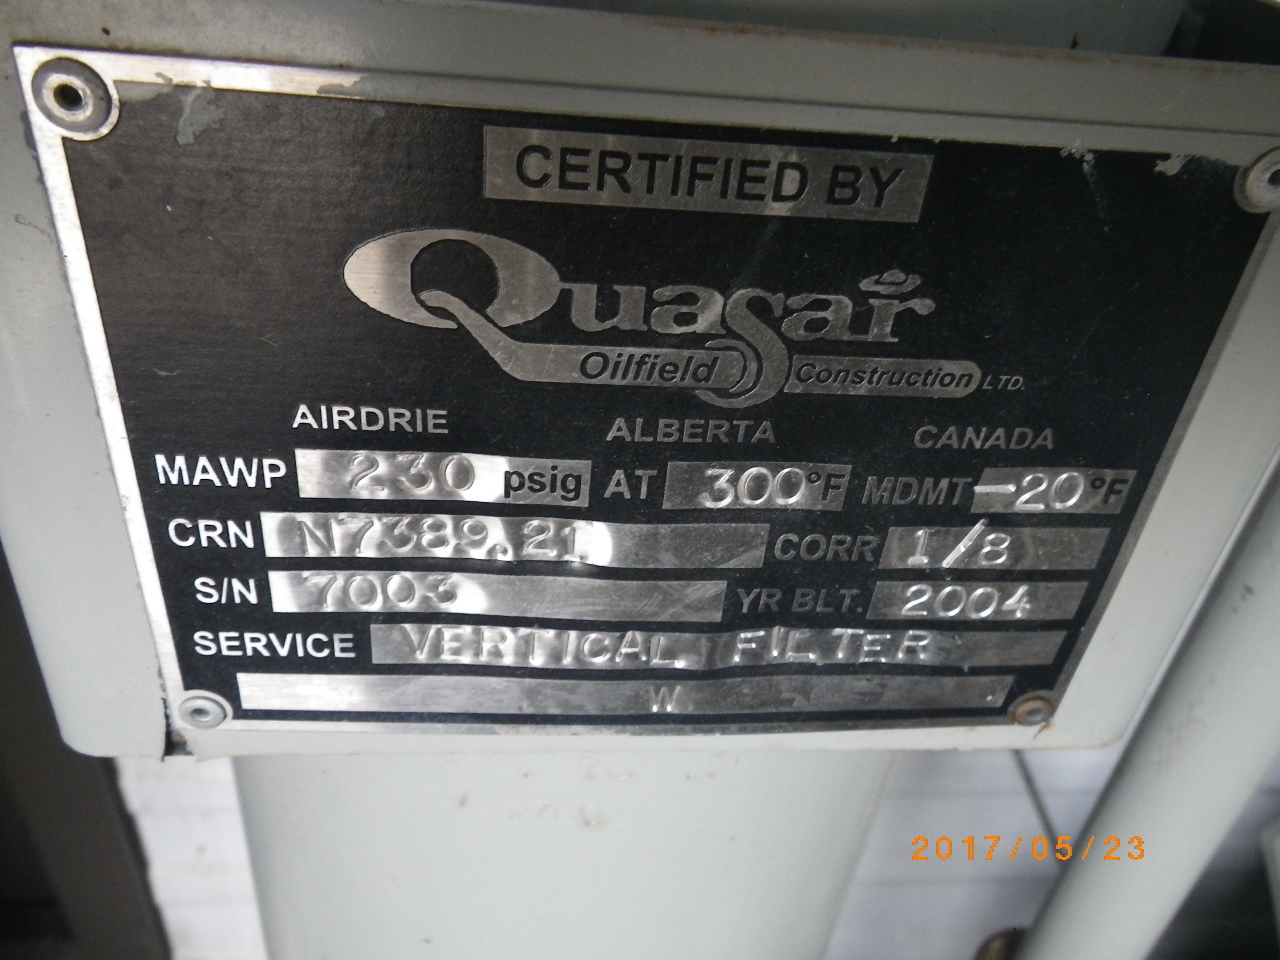 CERTIFIED BY
Quasar
Oilfield Construction LTD.
AIRDRIE ALBERTA CANADA
MAWP 230 psig AT 300°F MDMT -20°F
CRN N7389.21 CORR 1/8
S/N 7003 YR BLT. 2004
SERVICE VERTICAL FILTER
W
2017/05/23